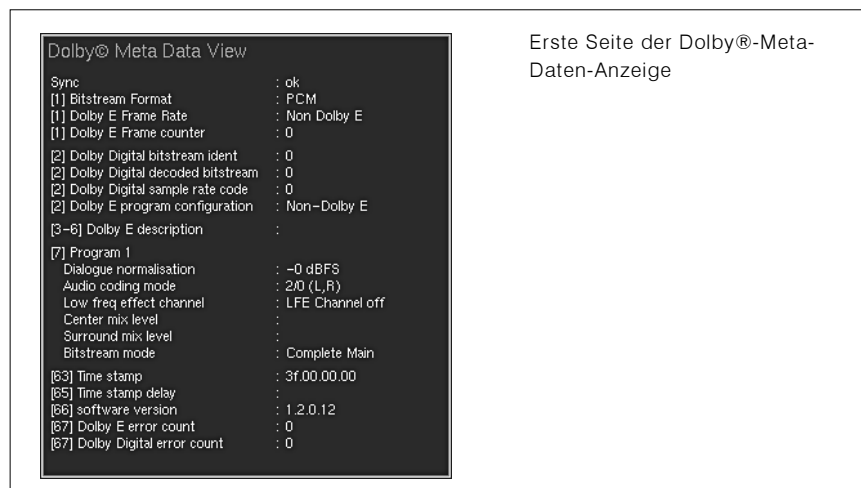 Dolby© Meta Data View
Sync : ok
[1] Bitstream Format : PCM
[1] Dolby E Frame Rate : Non Dolby E
[1] Dolby E Frame counter : 0
[2] Dolby Digital bitstream ident : 0
[2] Dolby Digital decoded bitstream : 0
[2] Dolby Digital sample rate code : 0
[2] Dolby E program configuration : Non-Dolby E
[3-6] Dolby E description :
[7] Program 1
Dialogue normalisation : -0 dBFS
Audio coding mode : 2/0 (L,R)
Low freq effect channel : LFE Channel off
Center mix level :
Surround mix level :
Bitstream mode : Complete Main
[63] Time stamp : 3f.00.00.00
[65] Time stamp delay :
[66] software version : 1.2.0.12
[67] Dolby E error count : 0
[67] Dolby Digital error count : 0
Erste Seite der Dolby®-Meta-
Daten-Anzeige